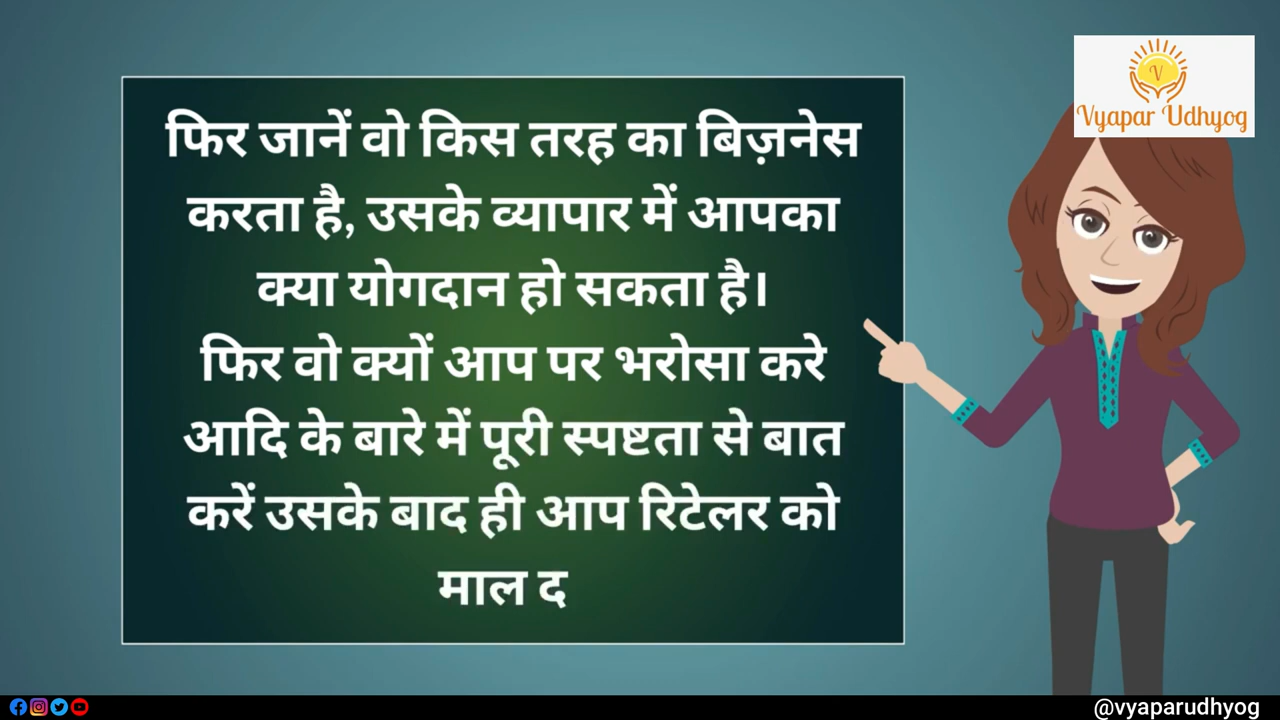 V
Vyapar Udhyog
फिर जानें वो किस तरह का बिज़नेस
करता है, उसके व्यापार में आपका
क्या योगदान हो सकता है।
फिर वो क्यों आप पर भरोसा करे
आदि के बारे में पूरी स्पष्टता से बात
करें उसके बाद ही आप रिटेलर को
माल द
@vyaparudhyog